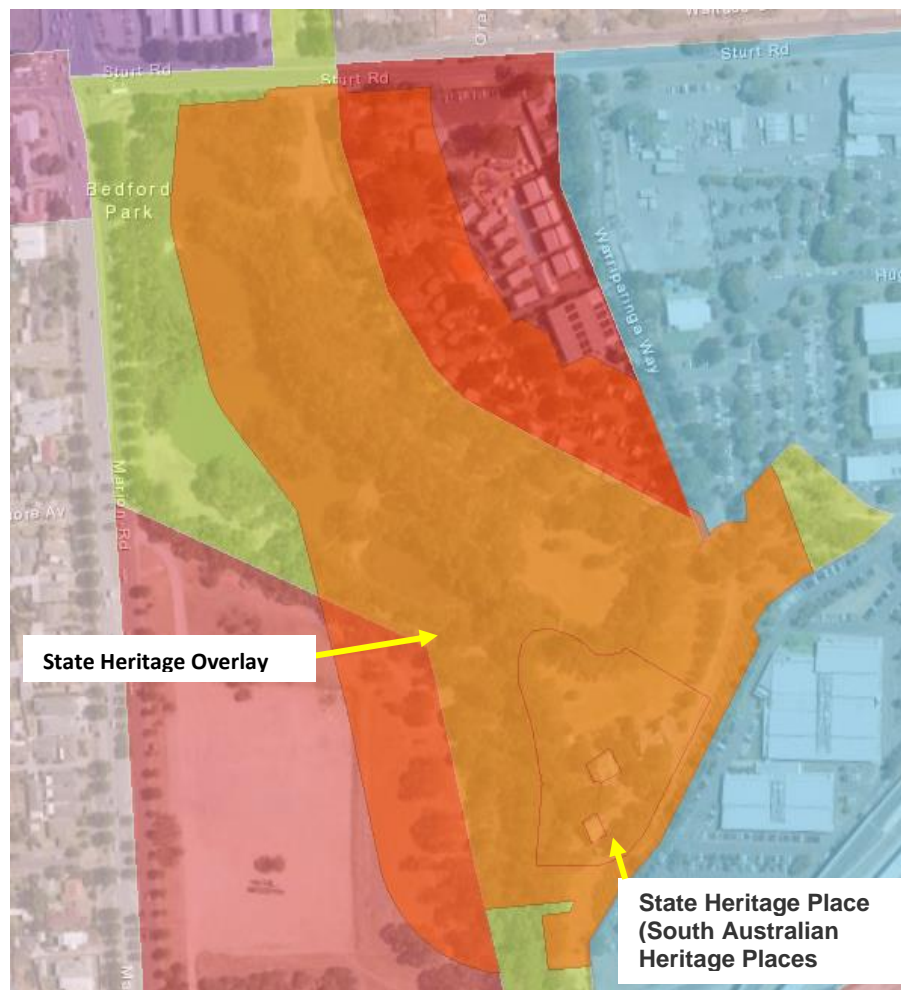 Sturt Rd
Sturt Rd
Sturt Rd
Bedford
Park
Warriparinga Way
Marion Rd
State Heritage Overlay
State Heritage Place
(South Australian
Heritage Places